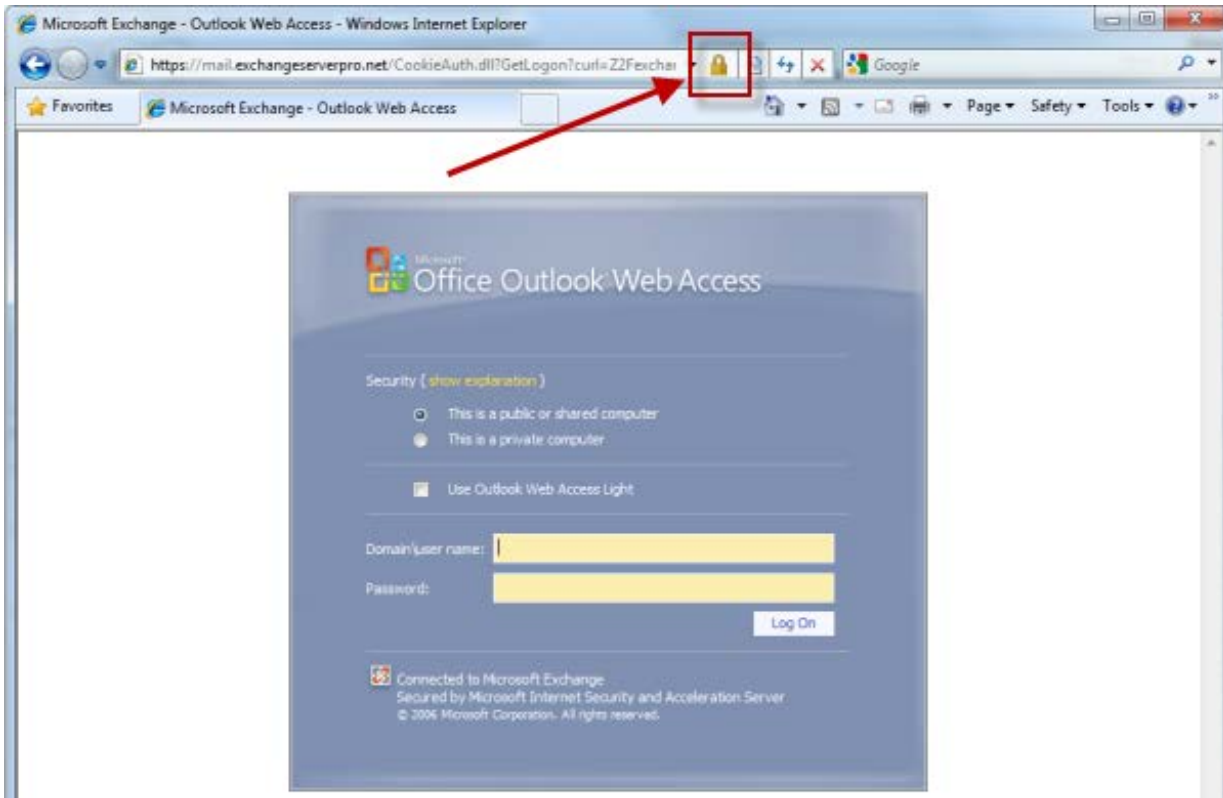 Microsoft Exchange - Outlook Web Access - Windows Internet Explorer
https://mail.exchangeserverpro.net/CookieAuth.dll?GetLogon?curl=Z2Fexchar
Google
Favorites
Microsoft Exchange - Outlook Web Access
Page
Safety
Tools
Microsoft
Office Outlook Web Access
Security ( show explanation )
This is a public or shared computer
This is a private computer
Use Outlook Web Access Light
Domain\user name:
Password:
Log On
Connected to Microsoft Exchange
Secured by Microsoft Internet Security and Acceleration Server
© 2006 Microsoft Corporation. All rights reserved.